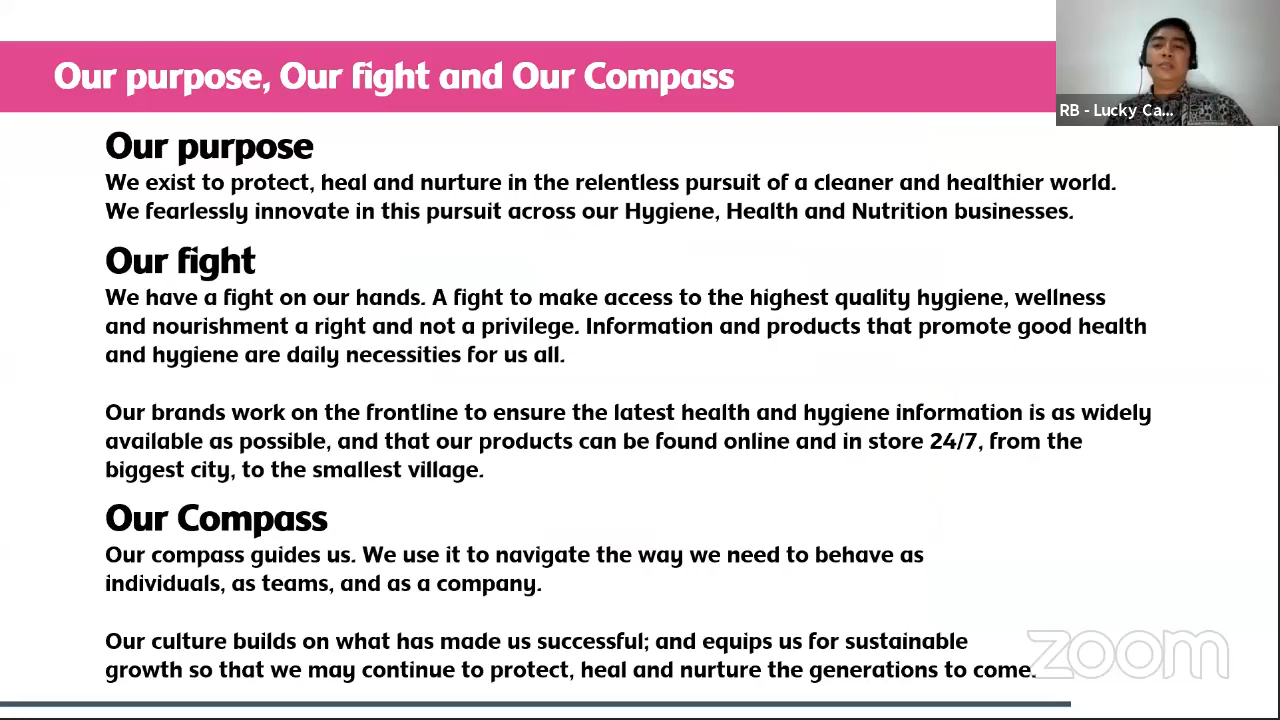 Our purpose, Our fight and Our Compass
RB - Lucky Ca...
Our purpose
We exist to protect, heal and nurture in the relentless pursuit of a cleaner and healthier world.
We fearlessly innovate in this pursuit across our Hygiene, Health and Nutrition businesses.
Our fight
We have a fight on our hands. A fight to make access to the highest quality hygiene, wellness
and nourishment a right and not a privilege. Information and products that promote good health
and hygiene are daily necessities for us all.
Our brands work on the frontline to ensure the latest health and hygiene information is as widely
available as possible, and that our products can be found online and in store 24/7, from the
biggest city, to the smallest village.
Our Compass
Our compass guides us. We use it to navigate the way we need to behave as
individuals, as teams, and as a company.
Our culture builds on what has made us successful; and equips us for sustainable
growth so that we may continue to protect, heal and nurture the generations to come.
zoom